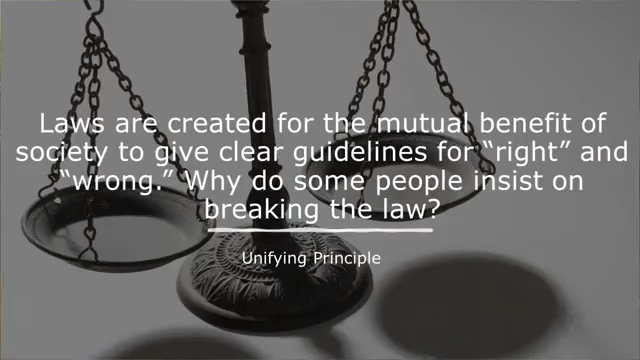 Laws are created for the mutual benefit of
society to give clear guidelines for “right” and
“wrong.” Why do some people insist on
breaking the law?
Unifying Principle